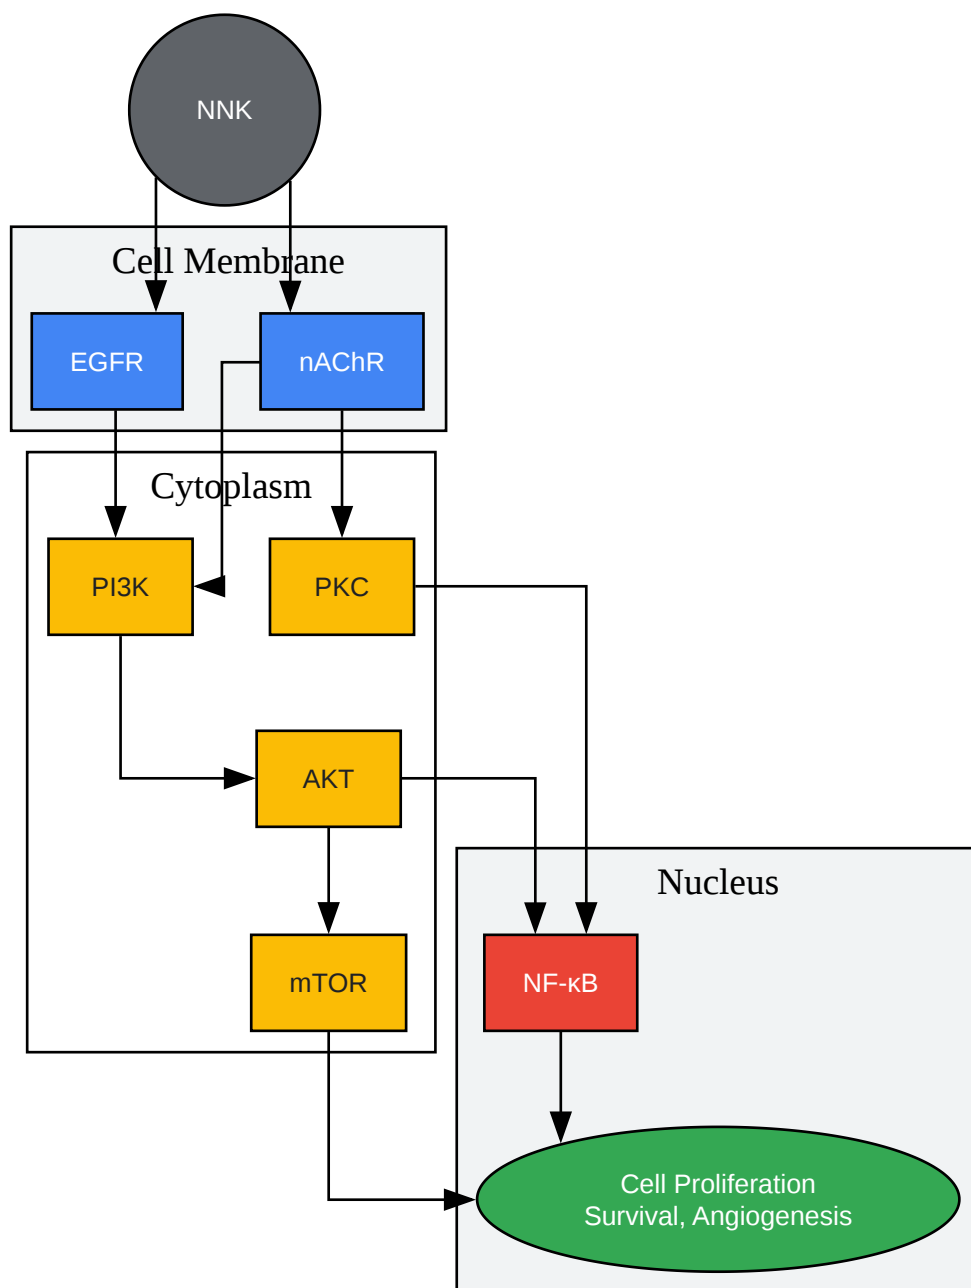 NNK
Cell Membrane
EGFR
nAChR
Cytoplasm
PI3K
PKC
AKT
Nucleus
mTOR
NF-κB
Cell Proliferation
Survival, Angiogenesis